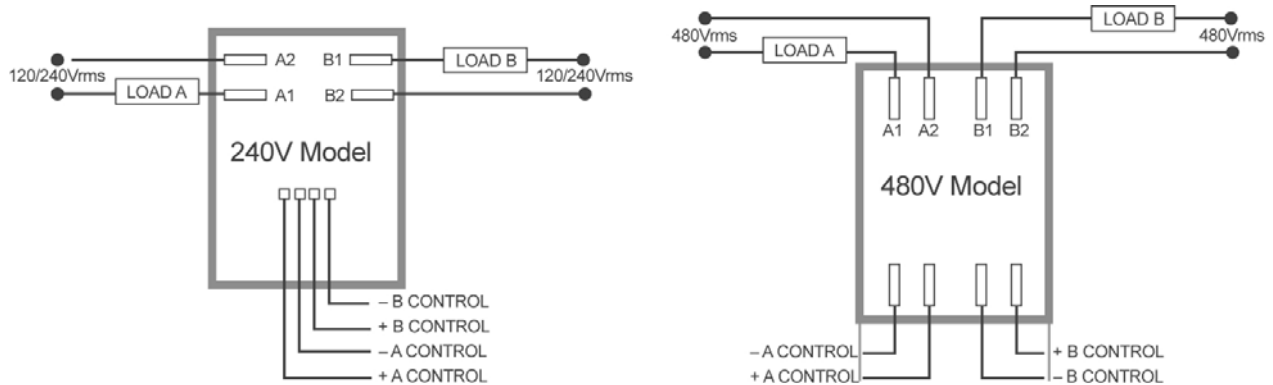 A2 B1 LOAD B
120/240Vrms 120/240Vrms
LOAD A A1 B2
240V Model
– B CONTROL
+ B CONTROL
– A CONTROL
+ A CONTROL
LOAD B
480Vrms LOAD A 480Vrms
A1 A2 B1 B2
480V Model
– A CONTROL + B CONTROL
+ A CONTROL – B CONTROL